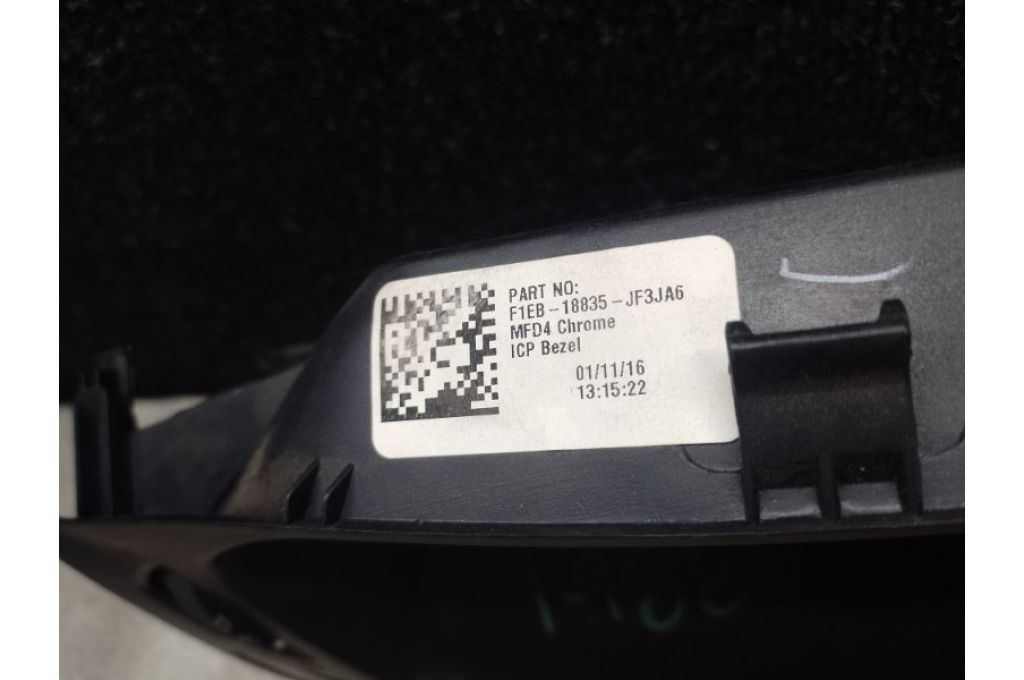 PART NO:
F1EB-18835-JF3JA6
MFD4 Chrome
ICP Bezel
01/11/16
13:15:22